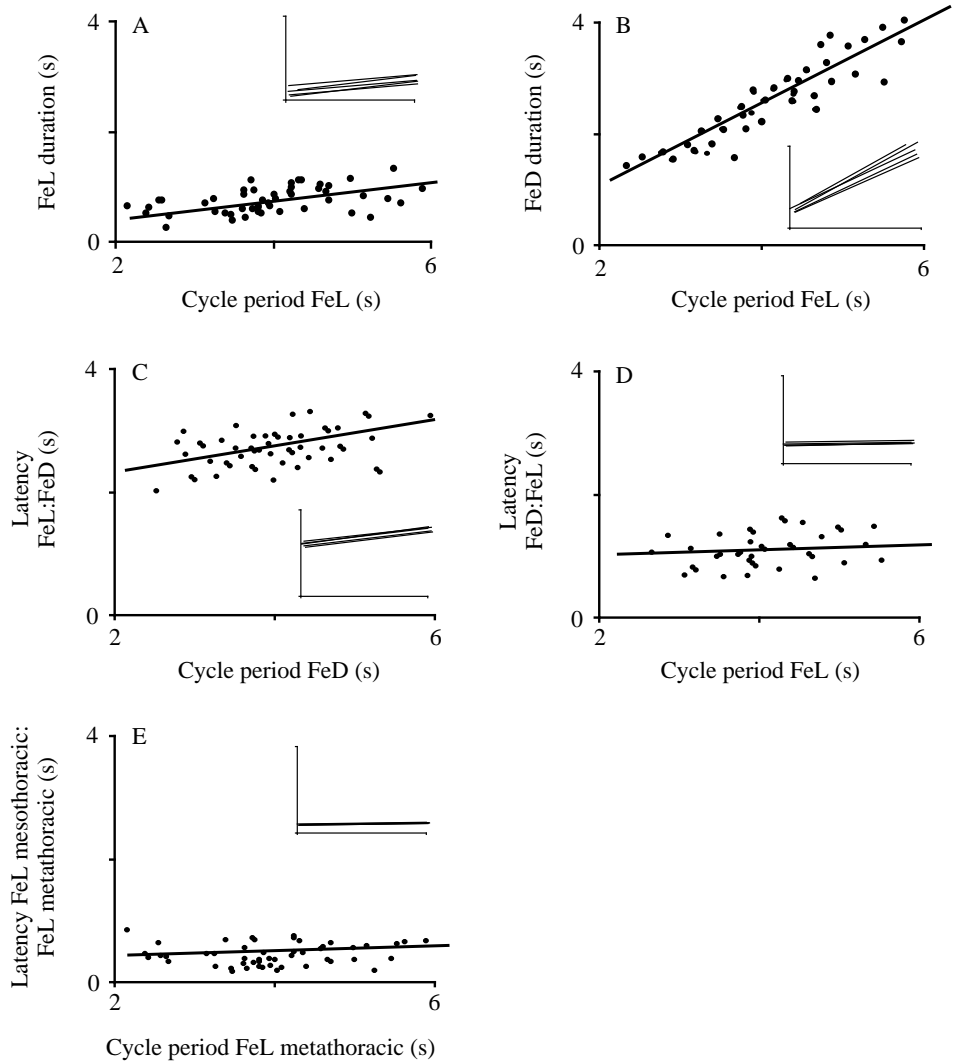 A
4
FeL duration (s)
0
2
6
Cycle period FeL (s)
B
4
FeD duration (s)
0
2
6
Cycle period FeL (s)
C
4
Latency
FeL:FeD (s)
0
2
6
Cycle period FeD (s)
D
4
Latency
FeD:FeL (s)
0
2
6
Cycle period FeL (s)
E
4
Latency FeL mesothoracic:
FeL metathoracic (s)
0
2
6
Cycle period FeL metathoracic (s)